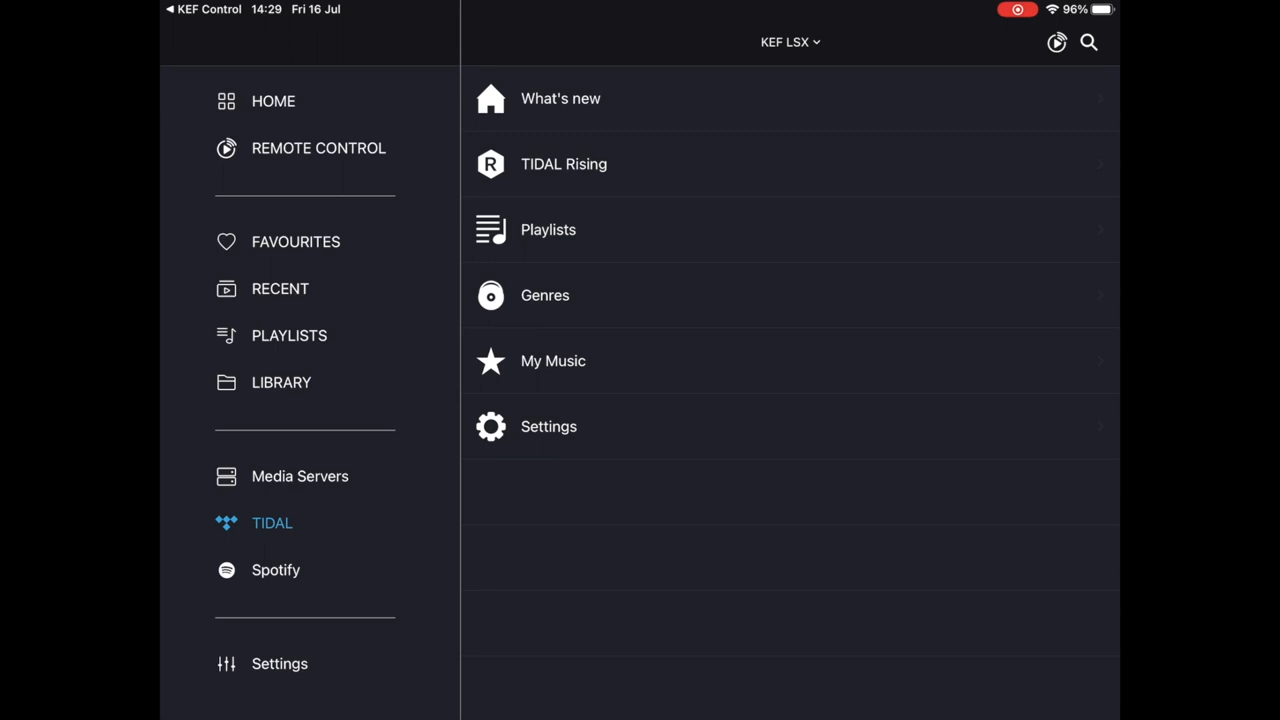 KEF Control 14:29 Fri 16 Jul
96%
KEF LSX
HOME
REMOTE CONTROL
FAVOURITES
RECENT
PLAYLISTS
LIBRARY
Media Servers
TIDAL
Spotify
Settings
What's new
R TIDAL Rising
Playlists
Genres
My Music
Settings